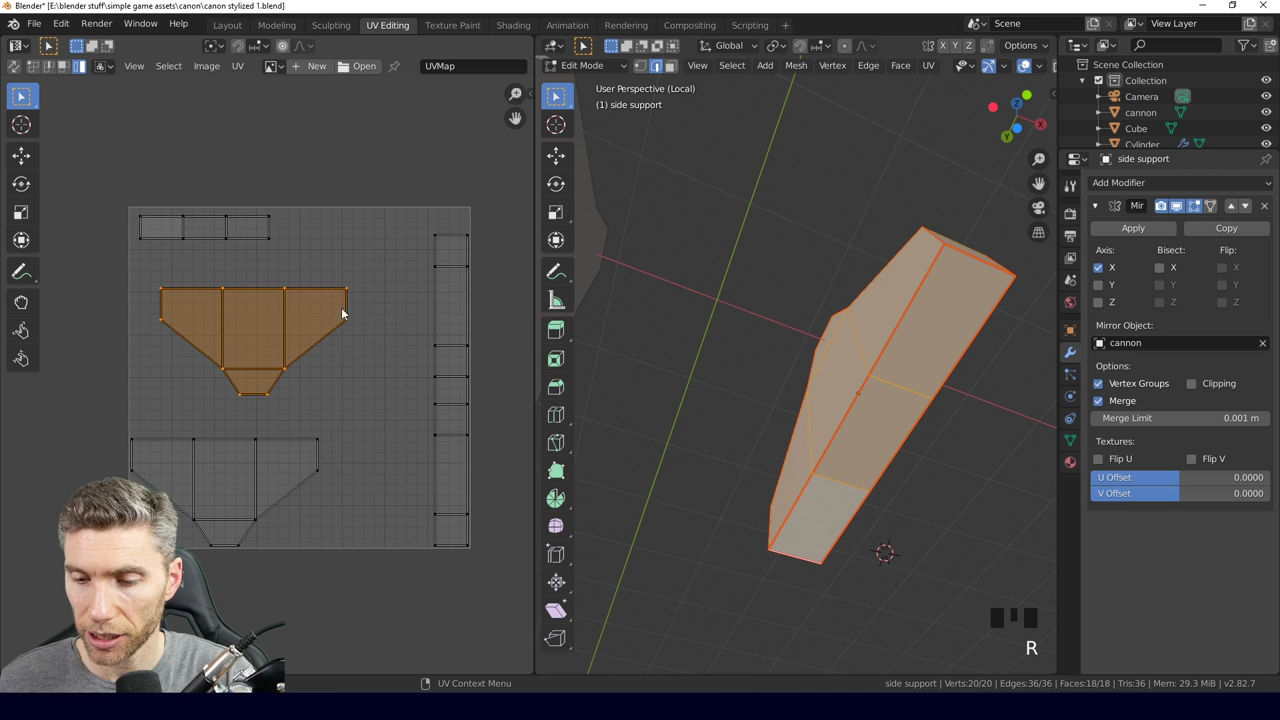 Blender* [E:\blender stuff\simple game assets\canon\canon stylized 1.blend]
File Edit Render Window Help
Layout Modeling Sculpting UV Editing Texture Paint Shading Animation Rendering Compositing Scripting +
Scene
View Layer
Global
X Y Z
Options
View Select Image UV
New Open
UVMap
Edit Mode
View Select Add Mesh Vertex Edge Face UV
User Perspective (Local)
(1) side support
X
Y
Z
Scene Collection
Collection
Camera
cannon
Cube
Cylinder
side support
Add Modifier
Mir
Apply Copy
Axis: Bisect: Flip:
X X X
Y Y Y
Z Z Z
Mirror Object:
cannon
Options:
Vertex Groups Clipping
Merge
Merge Limit 0.001 m
Textures:
Flip U Flip V
U Offset 0.0000
V Offset 0.0000
R
UV Context Menu
side support | Verts:20/20 | Edges:36/36 | Faces:18/18 | Tris:36 | Mem: 29.3 MiB | v2.82.7